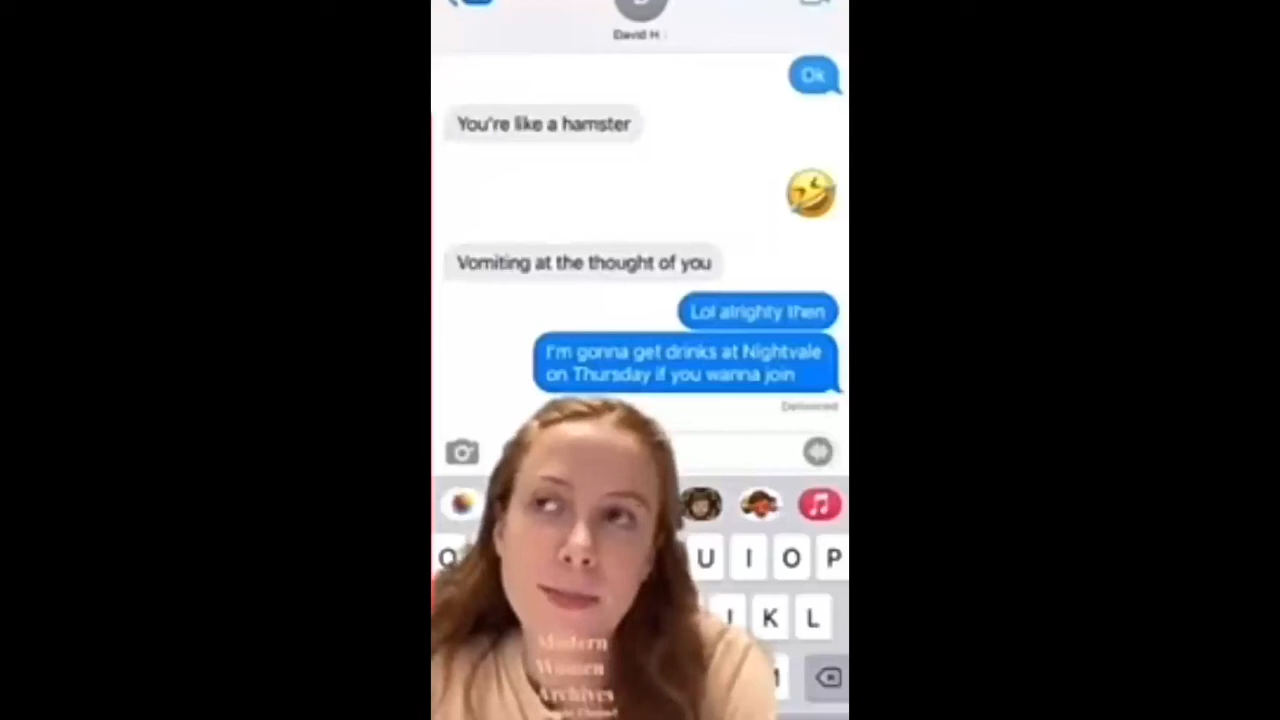 David H
Ok
You're like a hamster
Vomiting at the thought of you
Lol alrighty then
I'm gonna get drinks at Nightvale
on Thursday if you wanna join
Delivered
U I O P
K L
Modern
Women
Archives